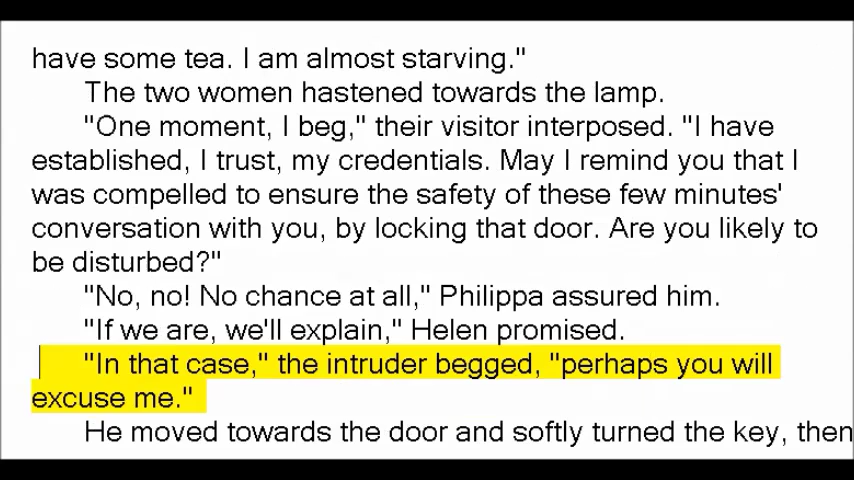 have some tea. I am almost starving."
The two women hastened towards the lamp.
"One moment, I beg," their visitor interposed. "I have
established, I trust, my credentials. May I remind you that I
was compelled to ensure the safety of these few minutes'
conversation with you, by locking that door. Are you likely to
be disturbed?"
"No, no! No chance at all," Philippa assured him.
"If we are, we'll explain," Helen promised.
"In that case," the intruder begged, "perhaps you will
excuse me."
He moved towards the door and softly turned the key, then